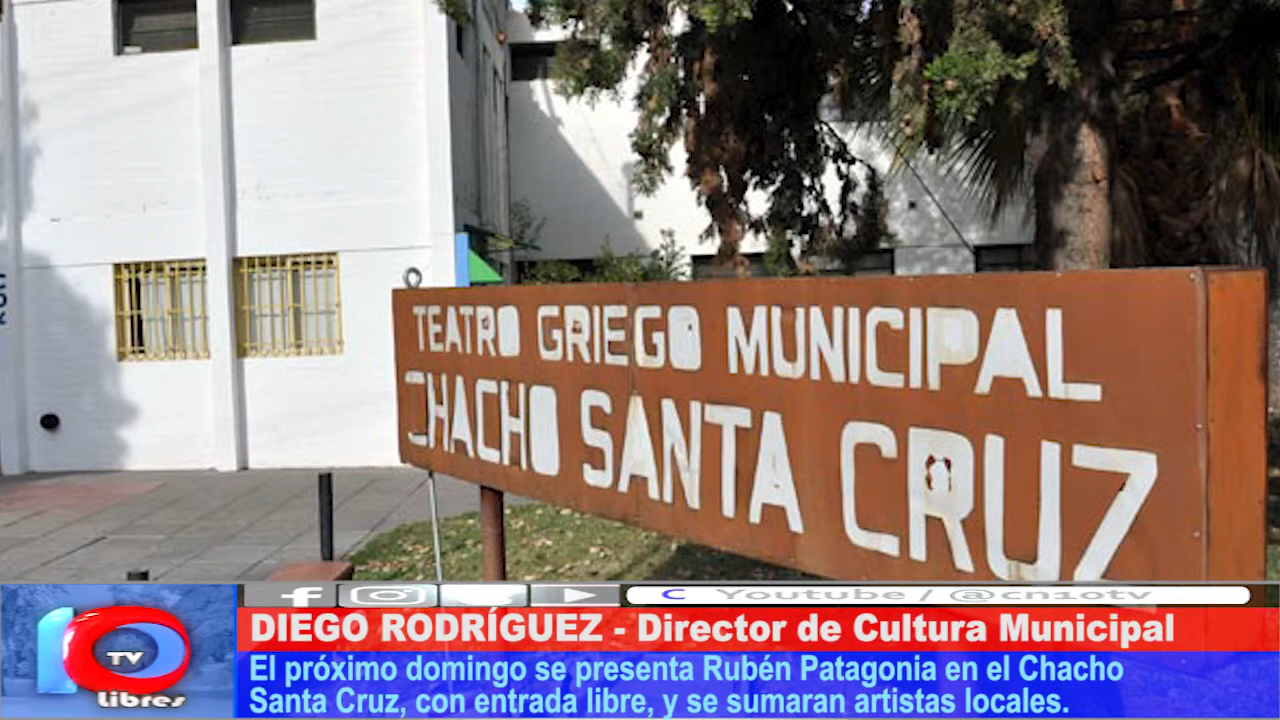 TEATRO GRIEGO MUNICIPAL
CHACHO SANTA CRUZ
Youtube / @cn10tv
10
TV
Libres
DIEGO RODRÍGUEZ - Director de Cultura Municipal
El próximo domingo se presenta Rubén Patagonia en el Chacho
Santa Cruz, con entrada libre, y se sumaran artistas locales.